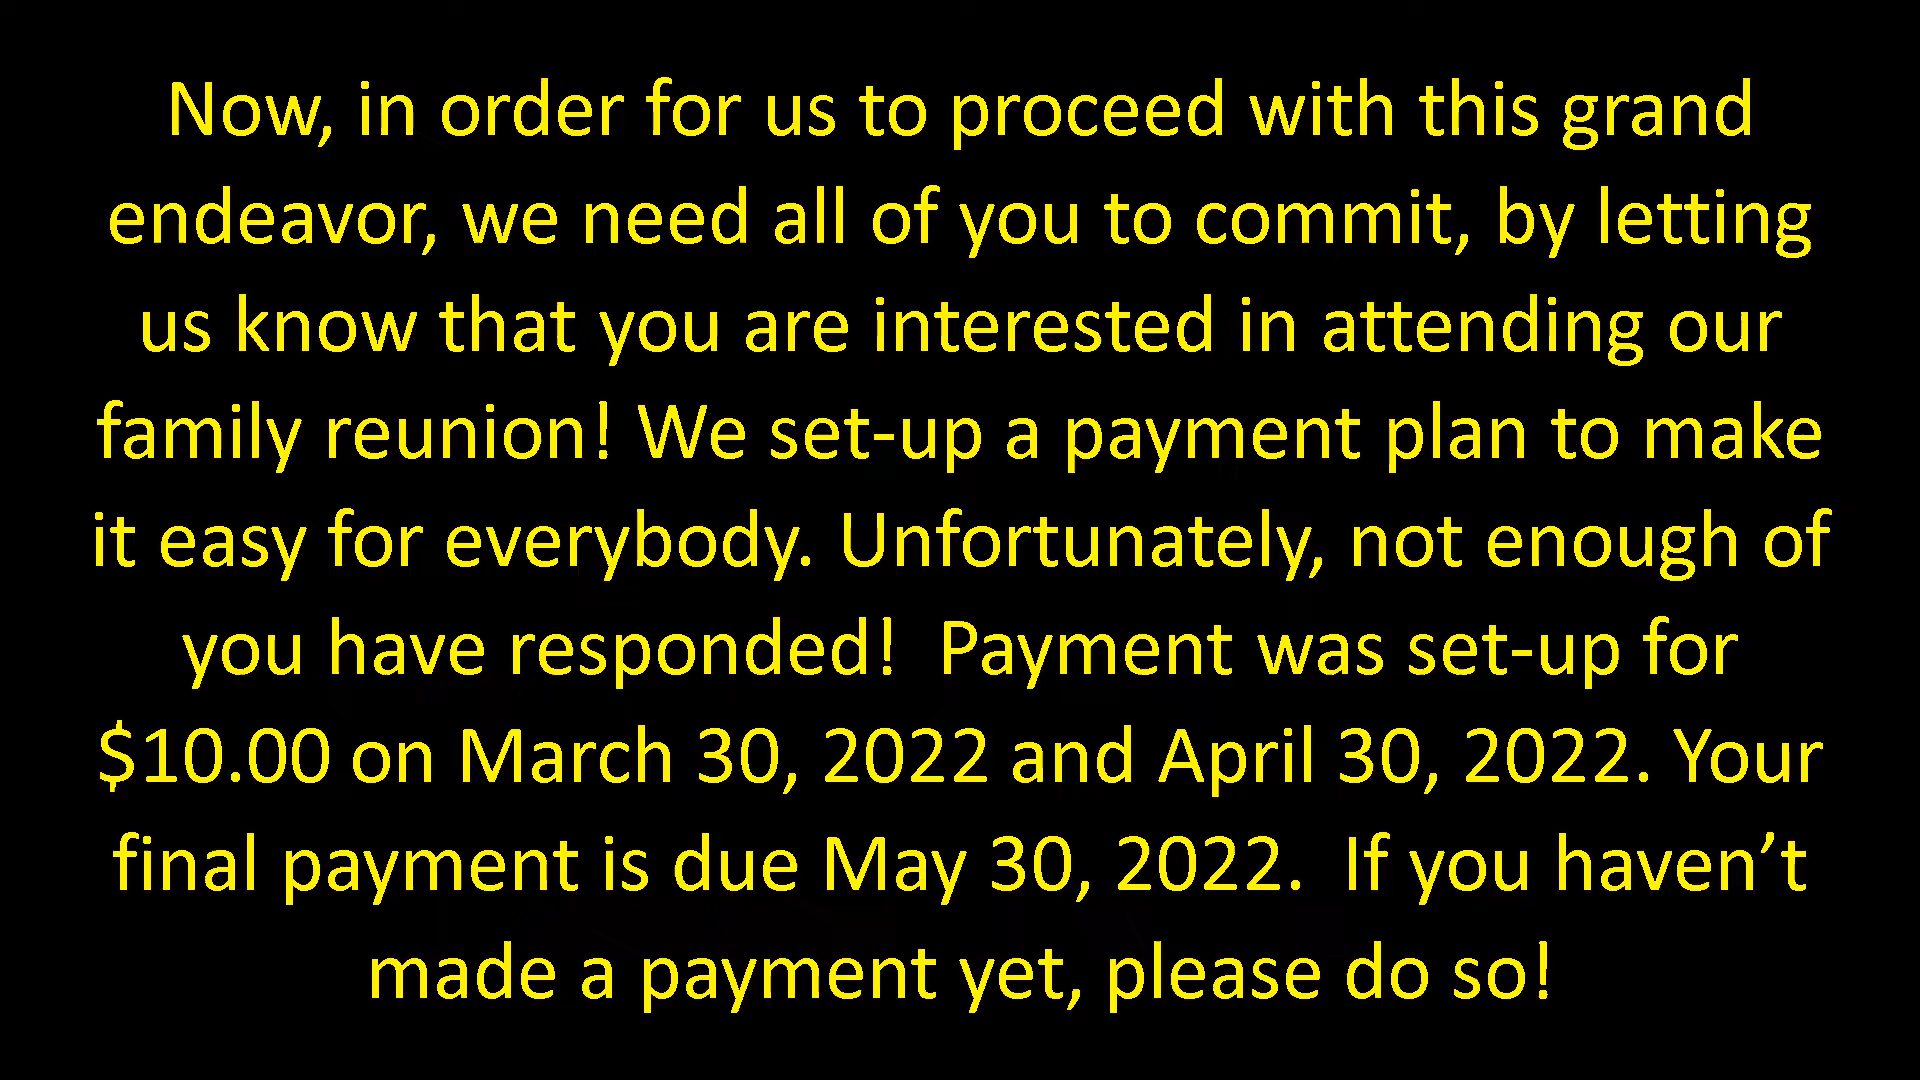 Now, in order for us to proceed with this grand
endeavor, we need all of you to commit, by letting
us know that you are interested in attending our
family reunion! We set-up a payment plan to make
it easy for everybody. Unfortunately, not enough of
you have responded!  Payment was set-up for
$10.00 on March 30, 2022 and April 30, 2022. Your
final payment is due May 30, 2022.  If you haven’t
made a payment yet, please do so!